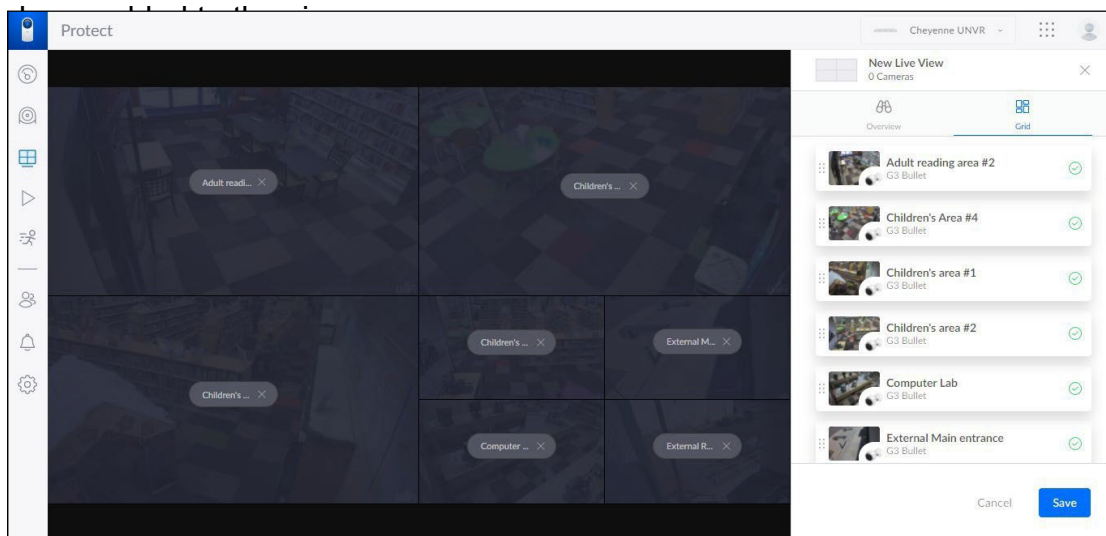 Protect
Cheyenne UNVR
New Live View
0 Cameras
Overview
Grid
Adult readi... ×
Children's ... ×
Children's ... ×
Children's ... ×
External M... ×
Computer ... ×
External R... ×
Adult reading area #2
G3 Bullet
Children's Area #4
G3 Bullet
Children's area #1
G3 Bullet
Children's area #2
G3 Bullet
Computer Lab
G3 Bullet
External Main entrance
G3 Bullet
Cancel
Save